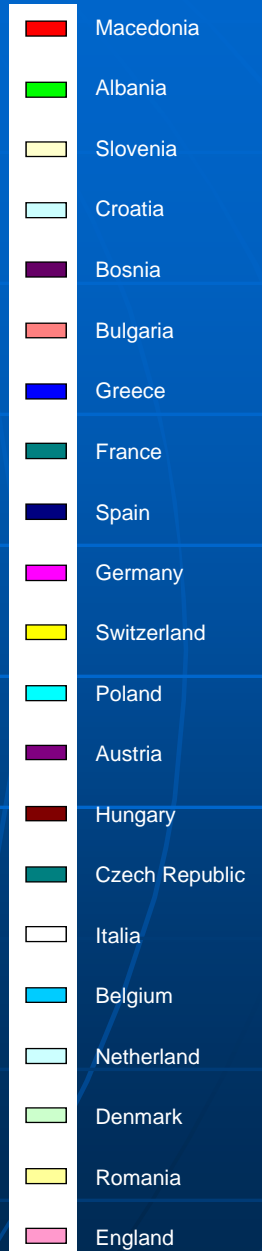 Macedonia
Albania
Slovenia
Croatia
Bosnia
Bulgaria
Greece
France
Spain
Germany
Switzerland
Poland
Austria
Hungary
Czech Republic
Italia
Belgium
Netherland
Denmark
Romania
England